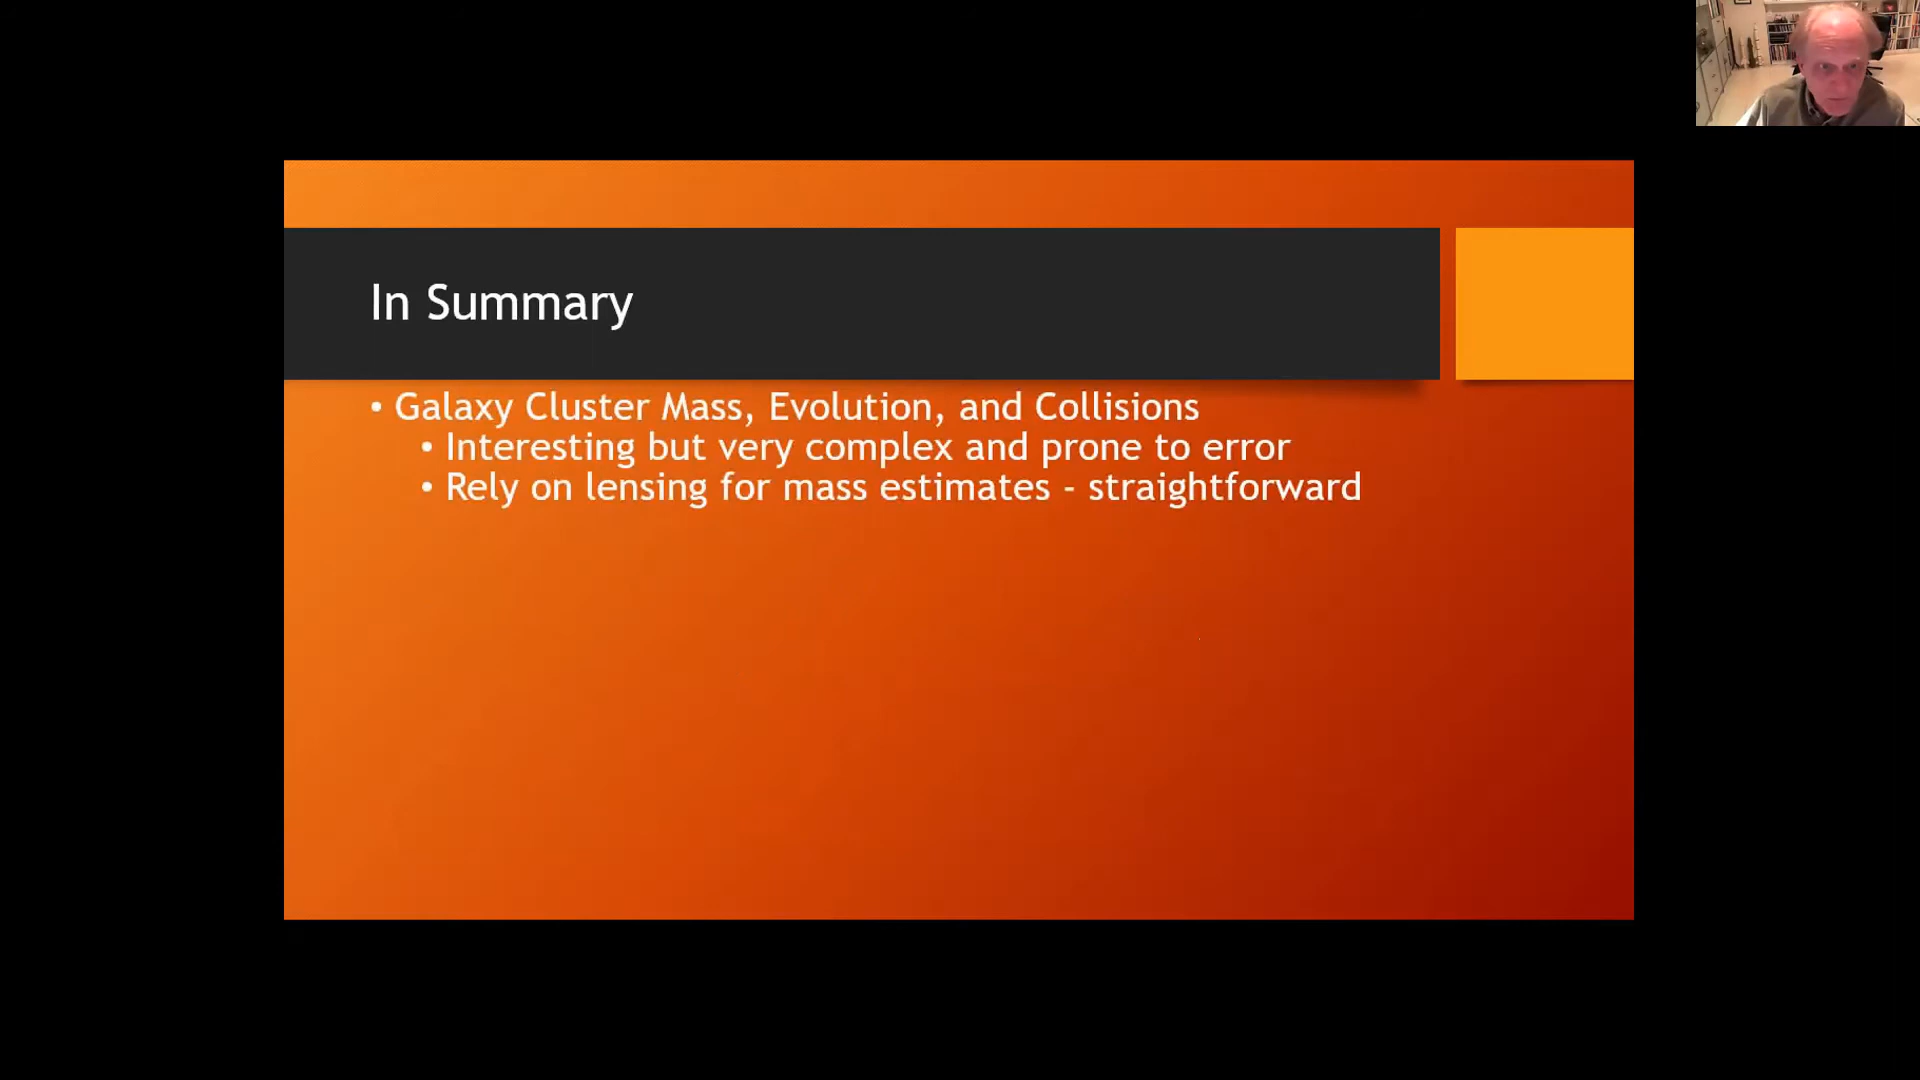 In Summary
• Galaxy Cluster Mass, Evolution, and Collisions
• Interesting but very complex and prone to error
• Rely on lensing for mass estimates - straightforward